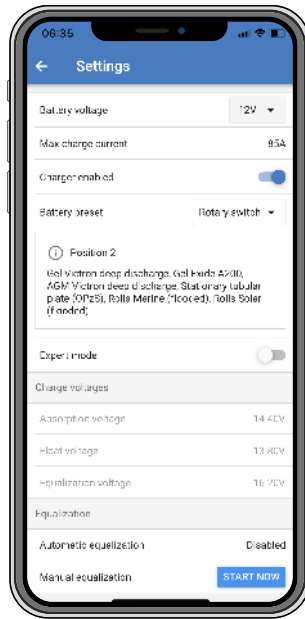 06:35
Settings
Battery voltage 12V
Max charge current 85A
Charger enabled
Battery preset Rotary switch
Position 2
Gel Victron deep discharge, Gel Exide A200,
AGM Victron deep discharge, Stationary tubular
plate (OPzS), Rolls Marine (flooded), Rolls Solar
(flooded)
Expert mode
Charge voltages
Absorption voltage 14.40V
Float voltage 13.80V
Equalization voltage 16.20V
Equalization
Automatic equalization Disabled
Manual equalization START NOW